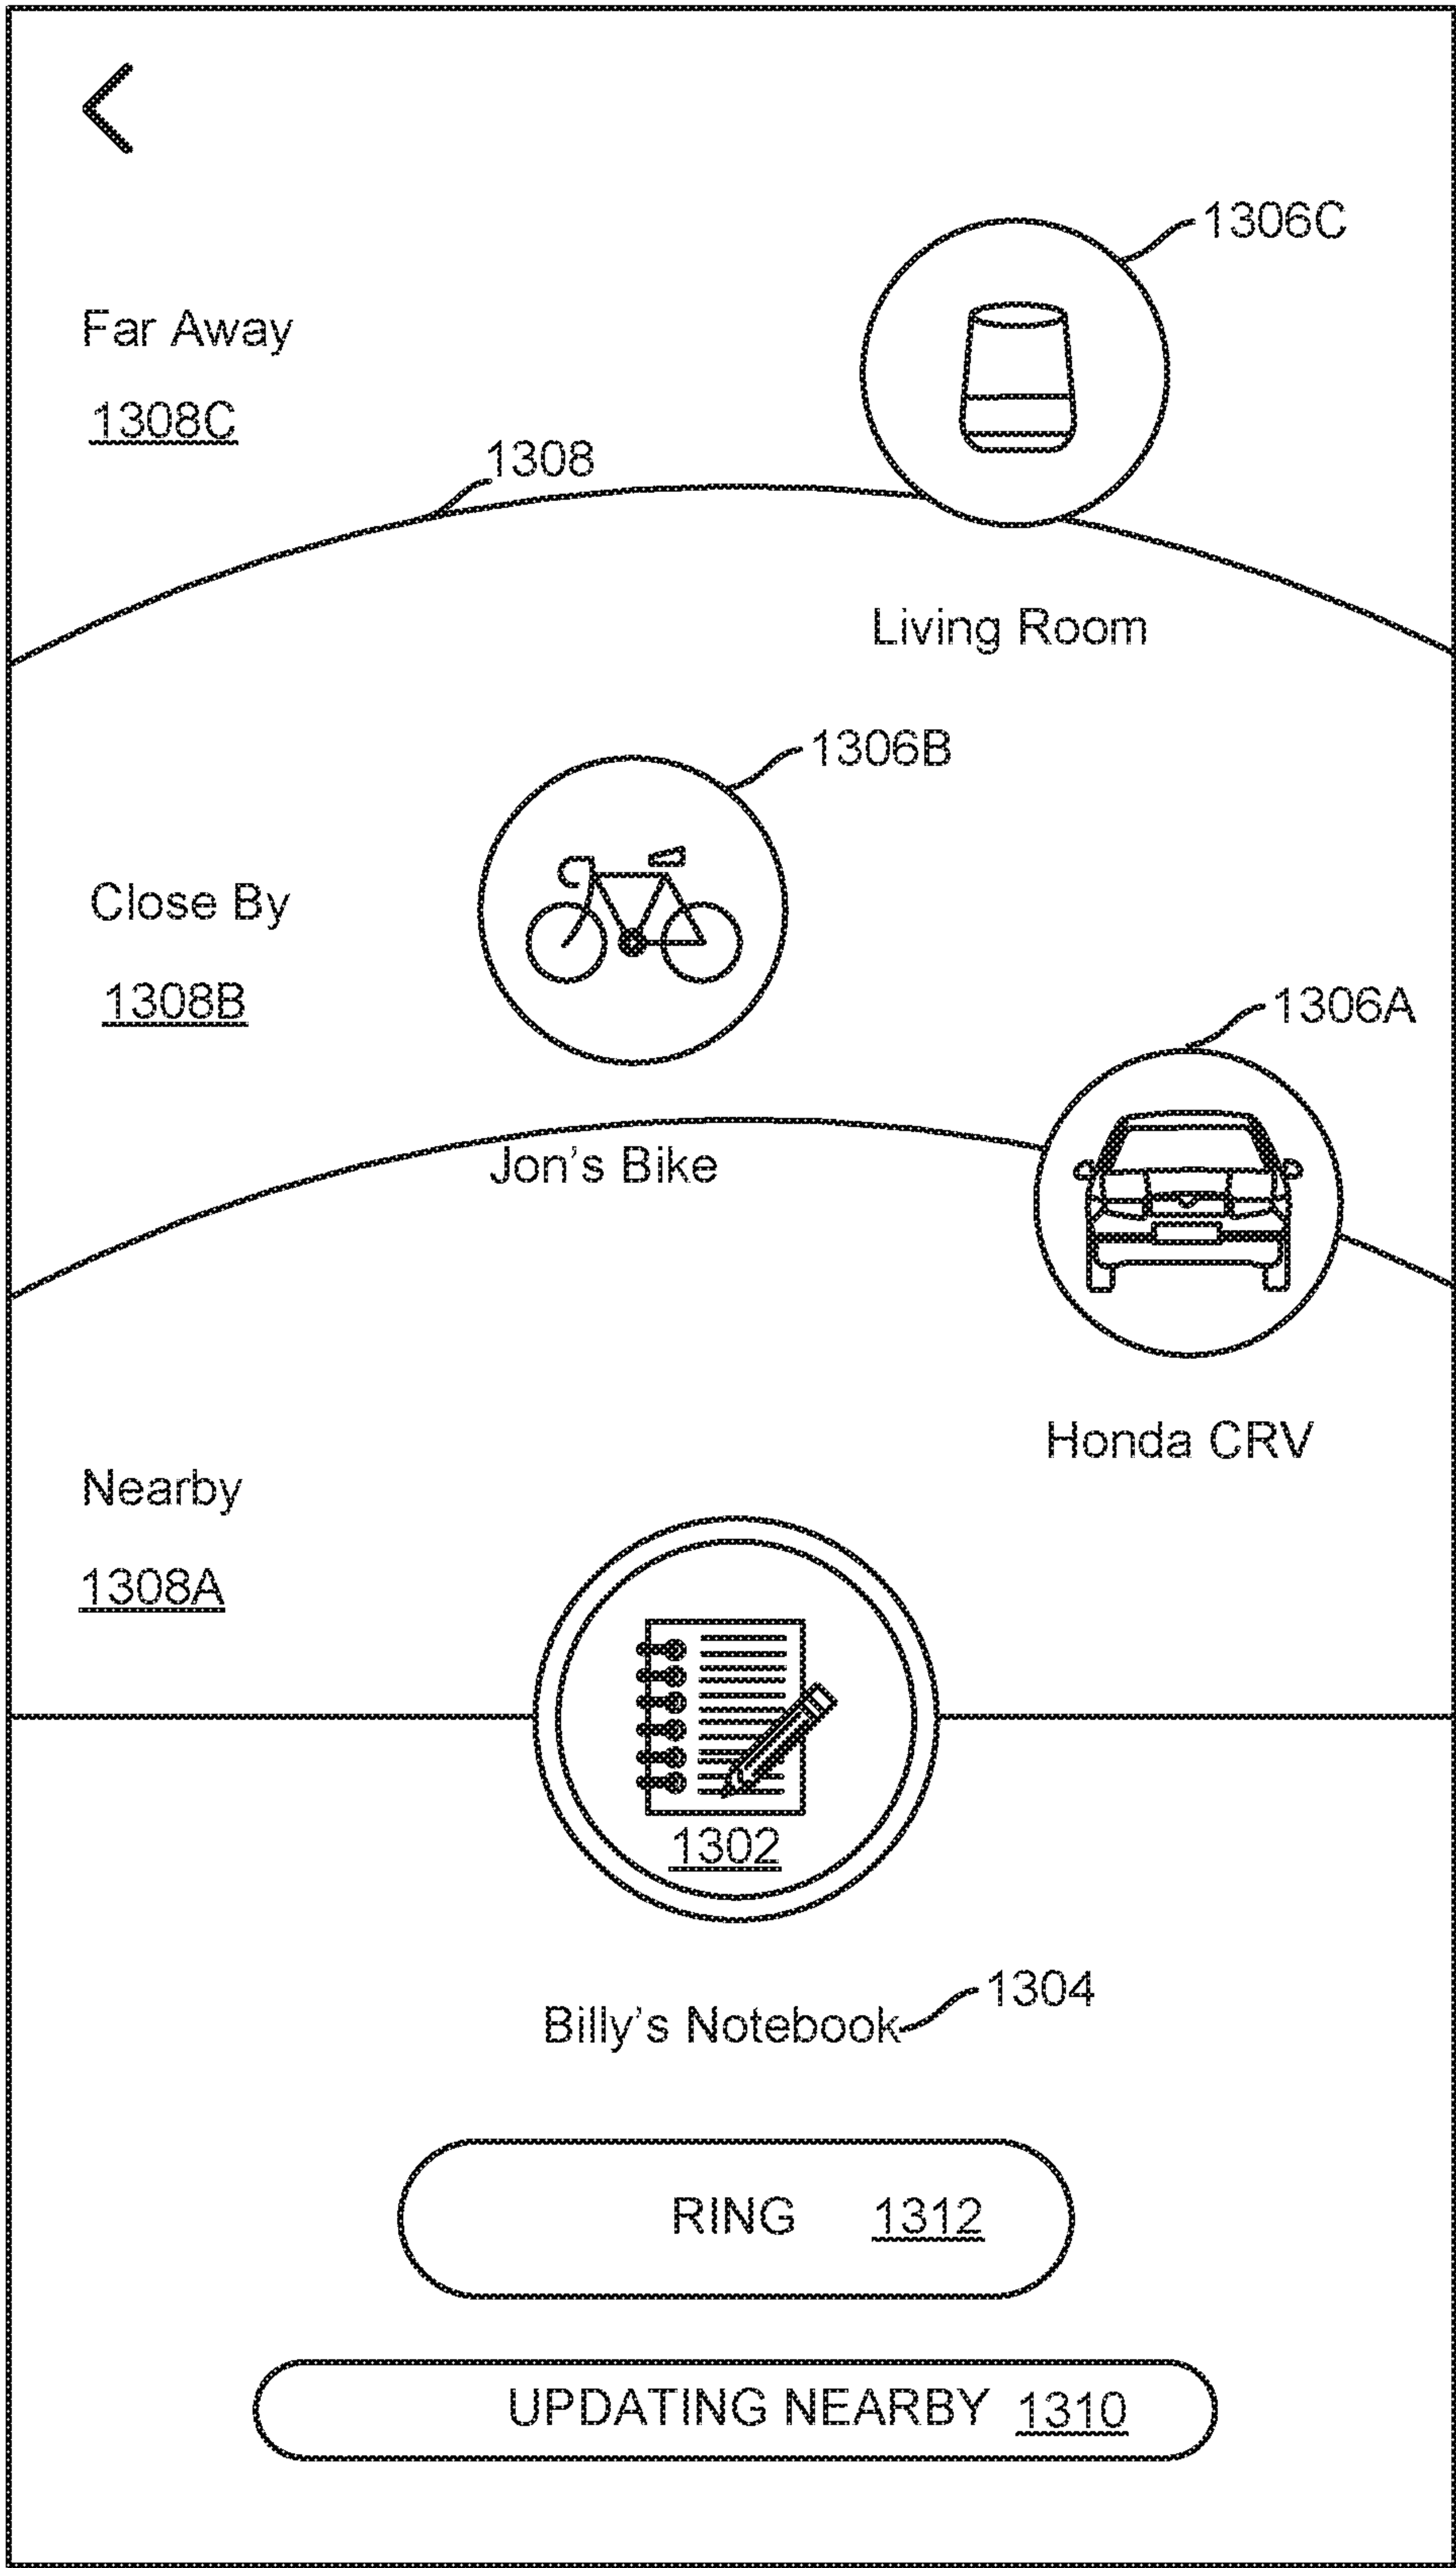 1306C
Far Away
1308C
1308
Living Room
1306B
Close By
1308B
1306A
Jon's Bike
Honda CRV
Nearby
1308A
1302
1304
Billy's Notebook
RING 1312
UPDATING NEARBY 1310